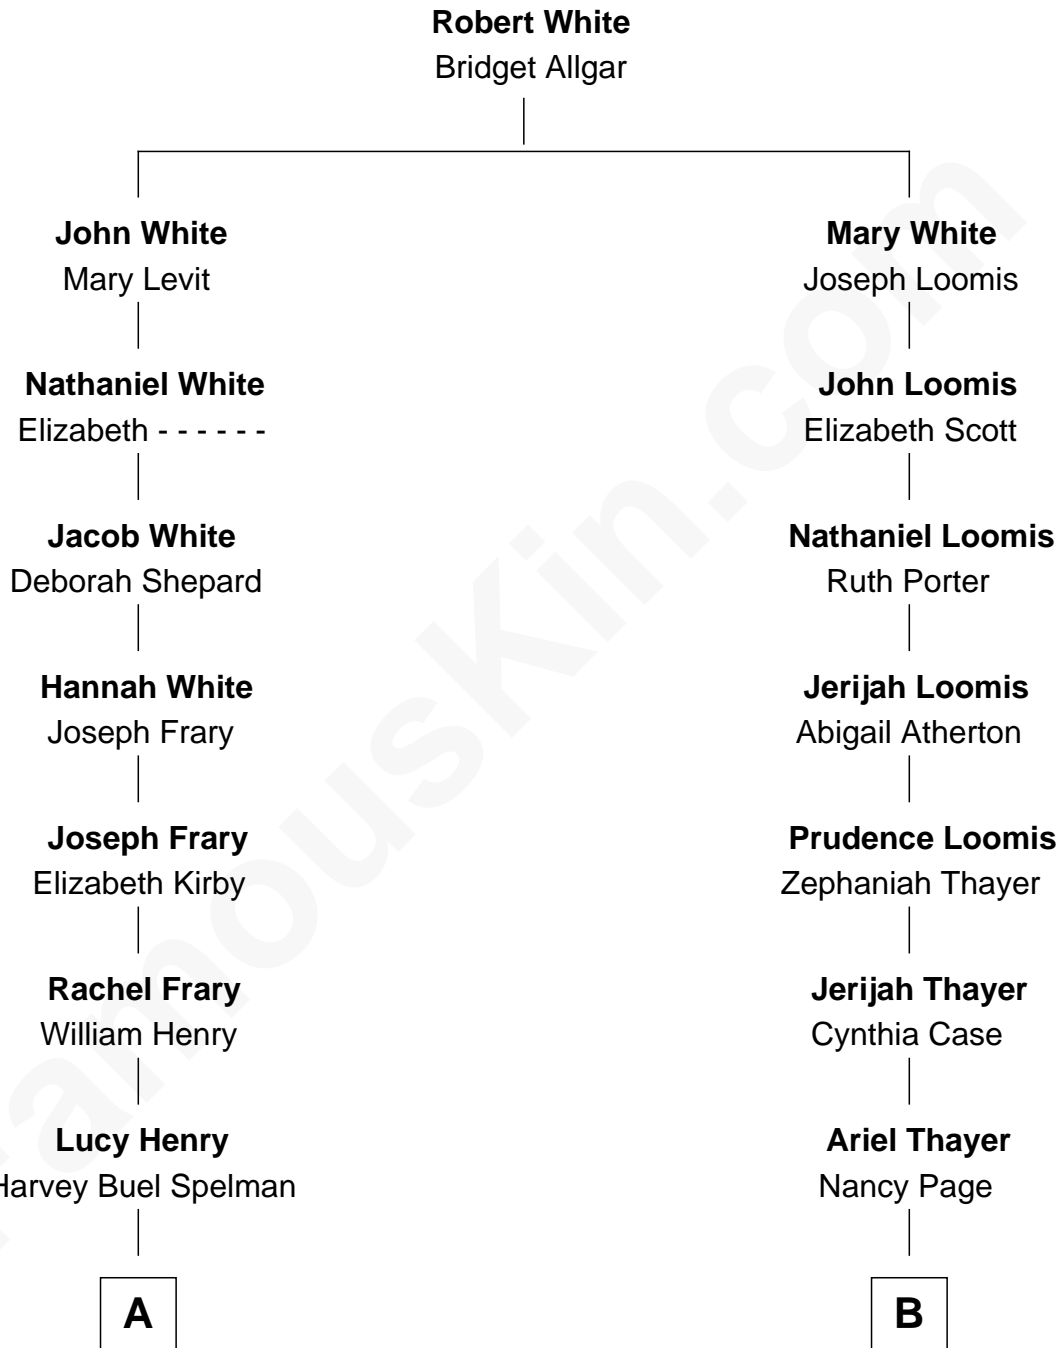 Robert White
Bridget Allgar
John White
Mary Levit
Mary White
Joseph Loomis
Nathaniel White
Elizabeth - - - - - -
John Loomis
Elizabeth Scott
Jacob White
Deborah Shepard
Nathaniel Loomis
Ruth Porter
Hannah White
Joseph Frary
Jerijah Loomis
Abigail Atherton
Joseph Frary
Elizabeth Kirby
Prudence Loomis
Zephaniah Thayer
Rachel Frary
William Henry
Jerijah Thayer
Cynthia Case
Lucy Henry
Harvey Buel Spelman
Ariel Thayer
Nancy Page
A
B
FamousKin.com